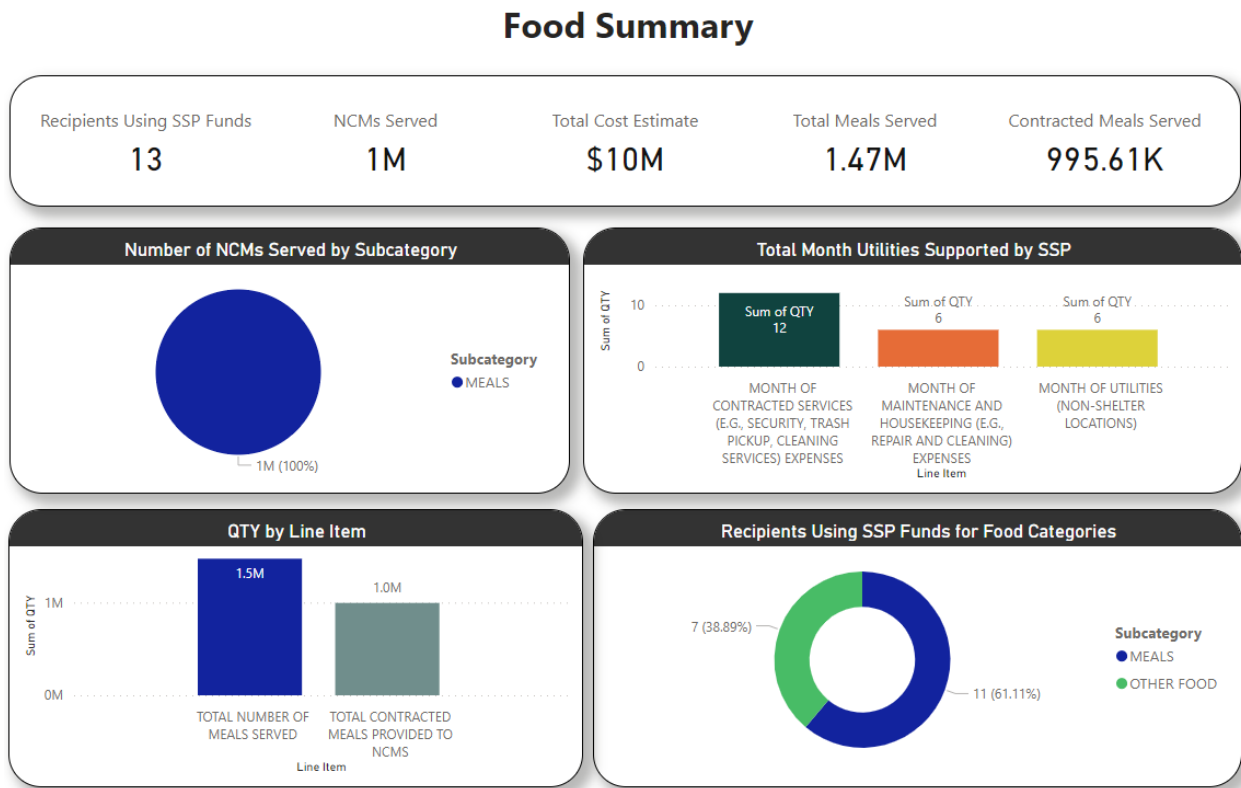 Food Summary
Recipients Using SSP Funds
13
NCMs Served
1M
Total Cost Estimate
$10M
Total Meals Served
1.47M
Contracted Meals Served
995.61K
Number of NCMs Served by Subcategory
Subcategory
MEALS
1M (100%)
Total Month Utilities Supported by SSP
Sum of QTY
10
0
Sum of QTY
12
Sum of QTY
6
Sum of QTY
6
MONTH OF
CONTRACTED SERVICES
(E.G., SECURITY, TRASH
PICKUP, CLEANING
SERVICES) EXPENSES
MONTH OF
MAINTENANCE AND
HOUSEKEEPING (E.G.,
REPAIR AND CLEANING)
EXPENSES
MONTH OF UTILITIES
(NON-SHELTER
LOCATIONS)
Line Item
QTY by Line Item
Sum of QTY
1M
0M
1.5M
1.0M
TOTAL NUMBER OF
MEALS SERVED
TOTAL CONTRACTED
MEALS PROVIDED TO
NCMS
Line Item
Recipients Using SSP Funds for Food Categories
7 (38.89%)
11 (61.11%)
Subcategory
MEALS
OTHER FOOD